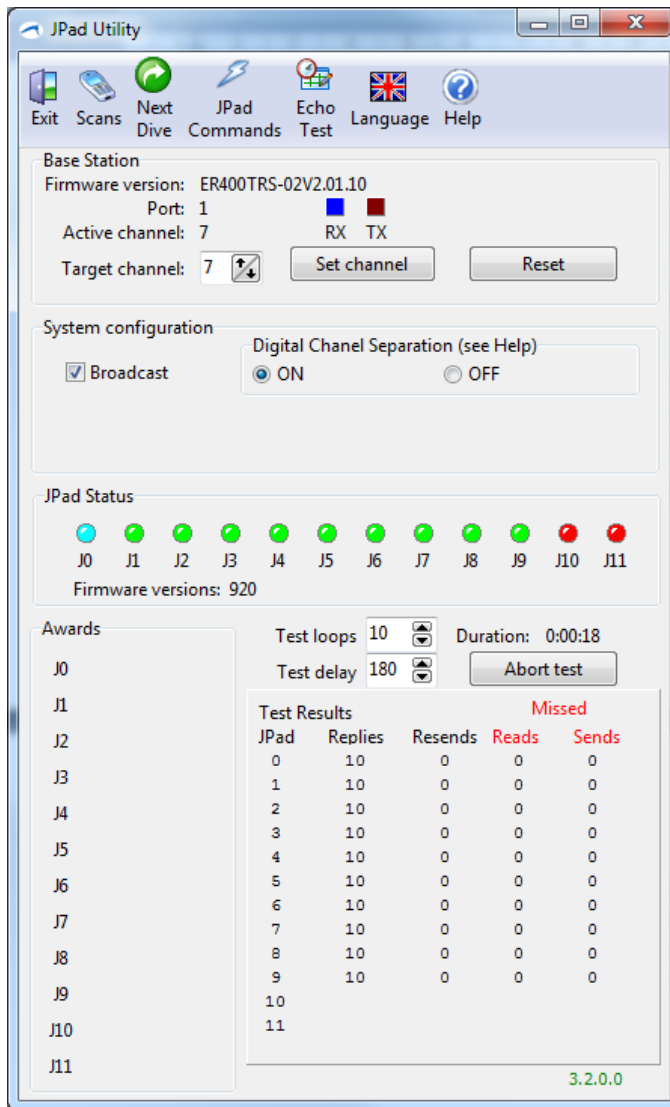 JPad Utility
Exit Scans Next Dive JPad Commands Echo Test Language Help
Base Station
Firmware version: ER400TRS-02V2.01.10
Port: 1
Active channel: 7 RX TX
Target channel: 7 Set channel Reset
System configuration
Digital Chanel Separation (see Help)
Broadcast ON OFF
JPad Status
J0 J1 J2 J3 J4 J5 J6 J7 J8 J9 J10 J11
Firmware versions: 920
Awards
J0
J1
J2
J3
J4
J5
J6
J7
J8
J9
J10
J11
Test loops 10 Duration: 0:00:18
Test delay 180 Abort test
Test Results Missed
JPad Replies Resends Reads Sends
0 10 0 0 0
1 10 0 0 0
2 10 0 0 0
3 10 0 0 0
4 10 0 0 0
5 10 0 0 0
6 10 0 0 0
7 10 0 0 0
8 10 0 0 0
9 10 0 0 0
10
11
3.2.0.0